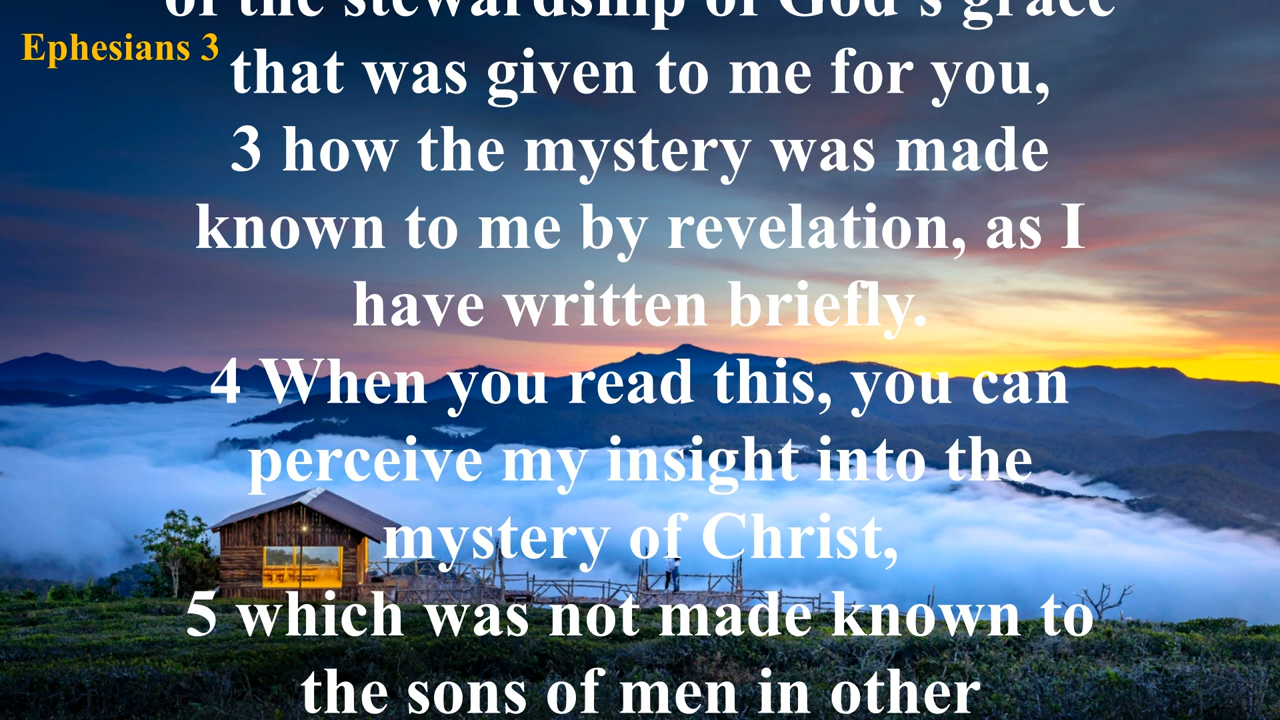 of the stewardship of God's grace
Ephesians 3
that was given to me for you,
3 how the mystery was made
known to me by revelation, as I
have written briefly.
4 When you read this, you can
perceive my insight into the
mystery of Christ,
5 which was not made known to
the sons of men in other